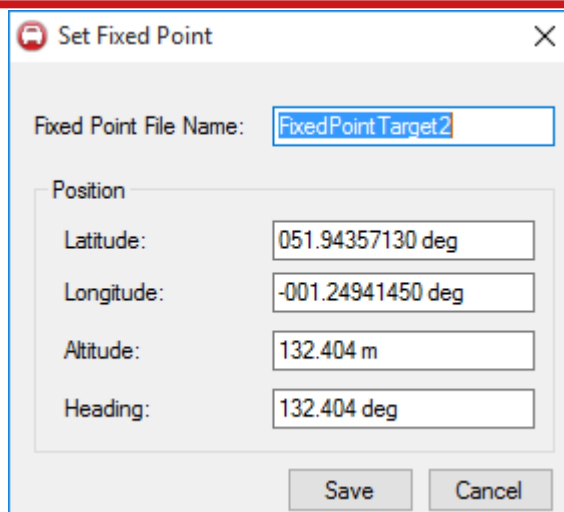 Set Fixed Point
Fixed Point File Name: FixedPointTarget2
Position
Latitude: 051.94357130 deg
Longitude: -001.24941450 deg
Altitude: 132.404 m
Heading: 132.404 deg
Save Cancel